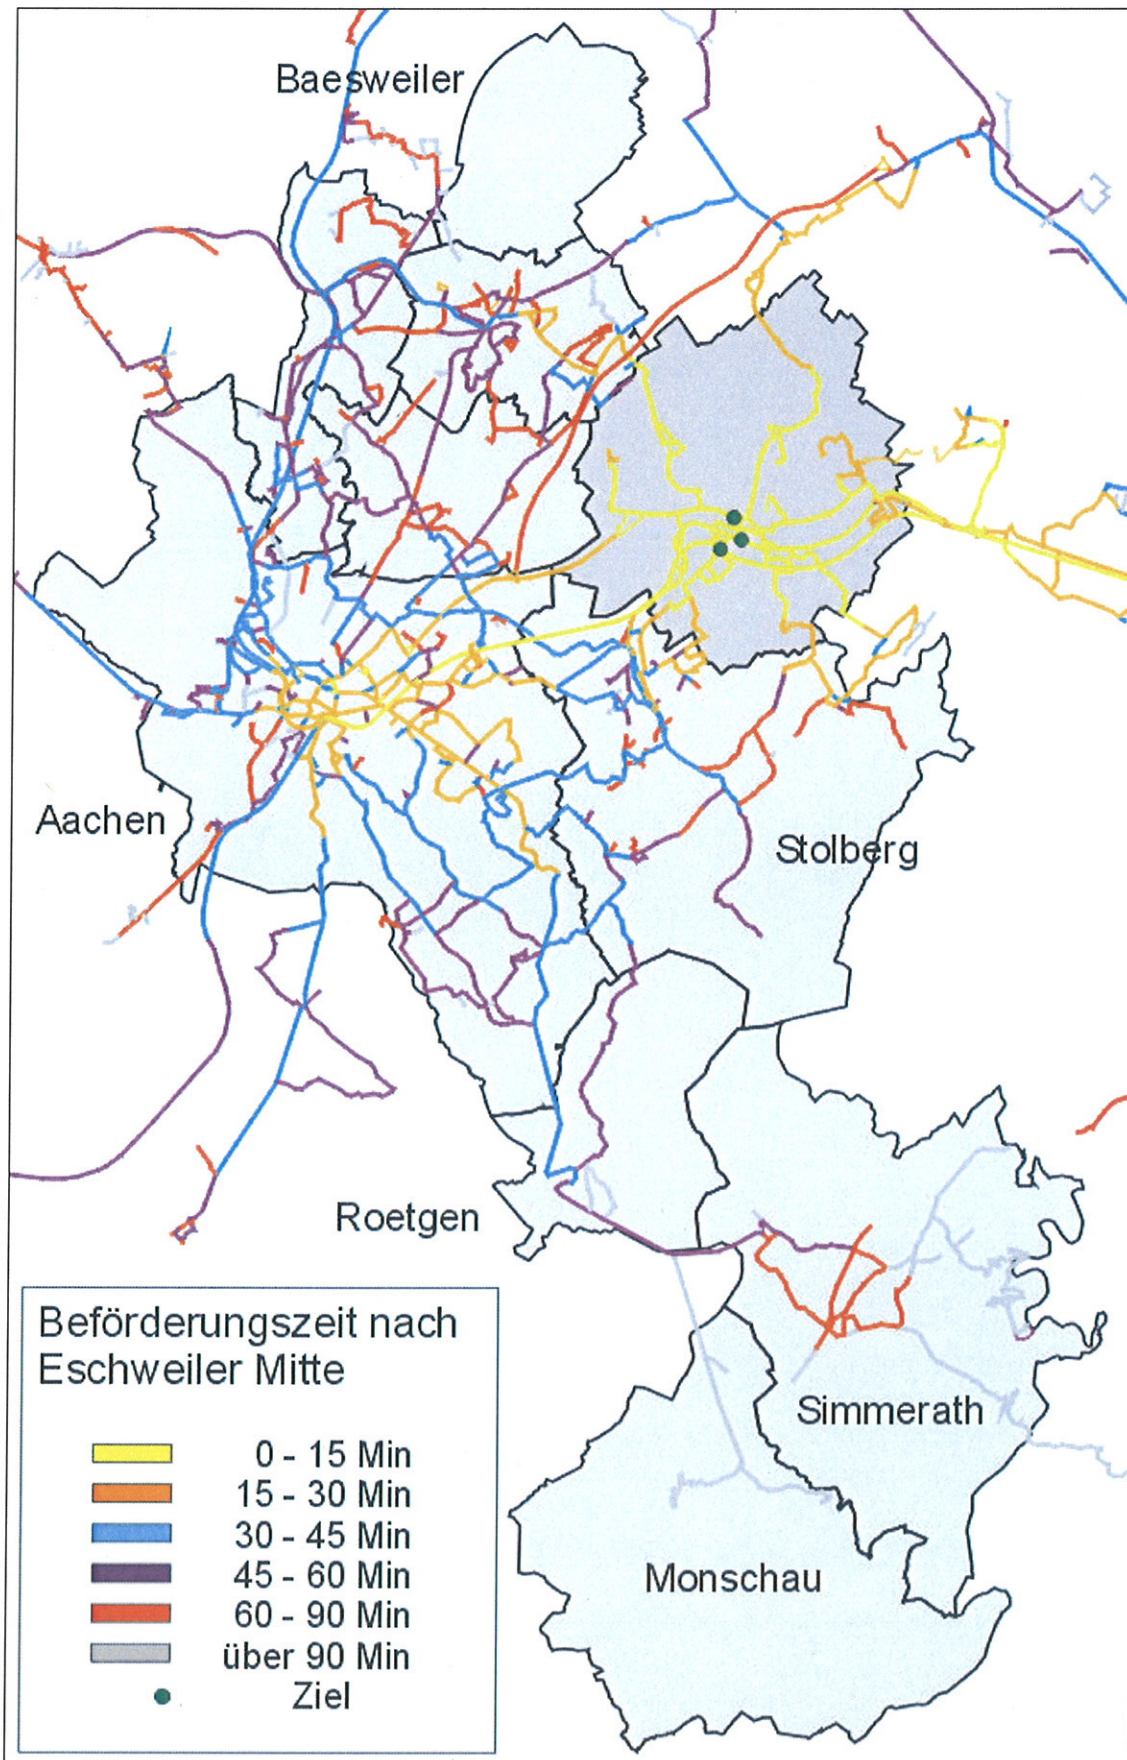 Baesweiler
Aachen
Stolberg
Roetgen
Simmerath
Monschau
Beförderungszeit nach
Eschweiler Mitte
0 - 15 Min
15 - 30 Min
30 - 45 Min
45 - 60 Min
60 - 90 Min
über 90 Min
Ziel